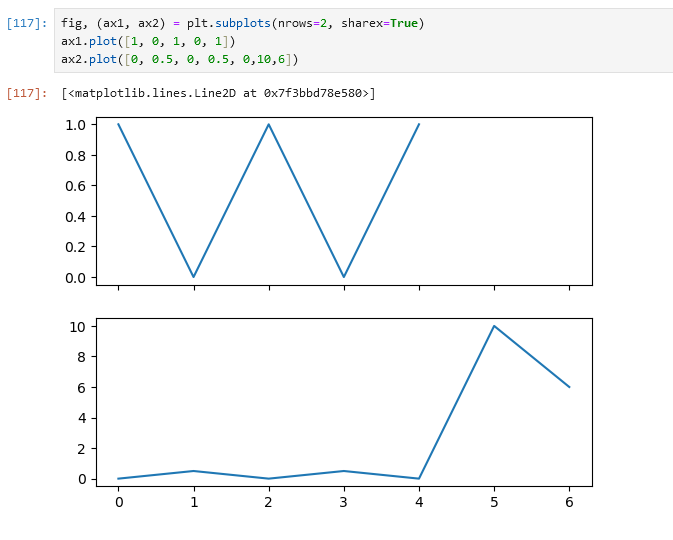 [117]: fig, (ax1, ax2) = plt.subplots(nrows=2, sharex=True)
ax1.plot([1, 0, 1, 0, 1])
ax2.plot([0, 0.5, 0, 0.5, 0,10,6])
[117]: [<matplotlib.lines.Line2D at 0x7f3bbd78e580>]
1.0
0.8
0.6
0.4
0.2
0.0
10
8
6
4
2
0
0 1 2 3 4 5 6